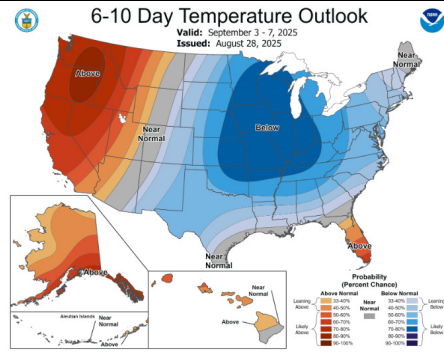 6-10 Day Temperature Outlook
Valid: September 3 - 7, 2025
Issued: August 28, 2025
Above
Near
Normal
Below
Near
Normal
Near
Normal
Above
Above
Aleutian Islands
Near
Normal
Above
Near
Normal
Above
Probability
(Percent Chance)
Above Normal
Below Normal
Leaning
Above
Likely
Above
33-40%
40-50%
50-60%
60-70%
70-80%
80-90%
90-100%
Near
Normal
33-40%
40-50%
50-60%
60-70%
70-80%
80-90%
90-100%
Leaning
Below
Likely
Below